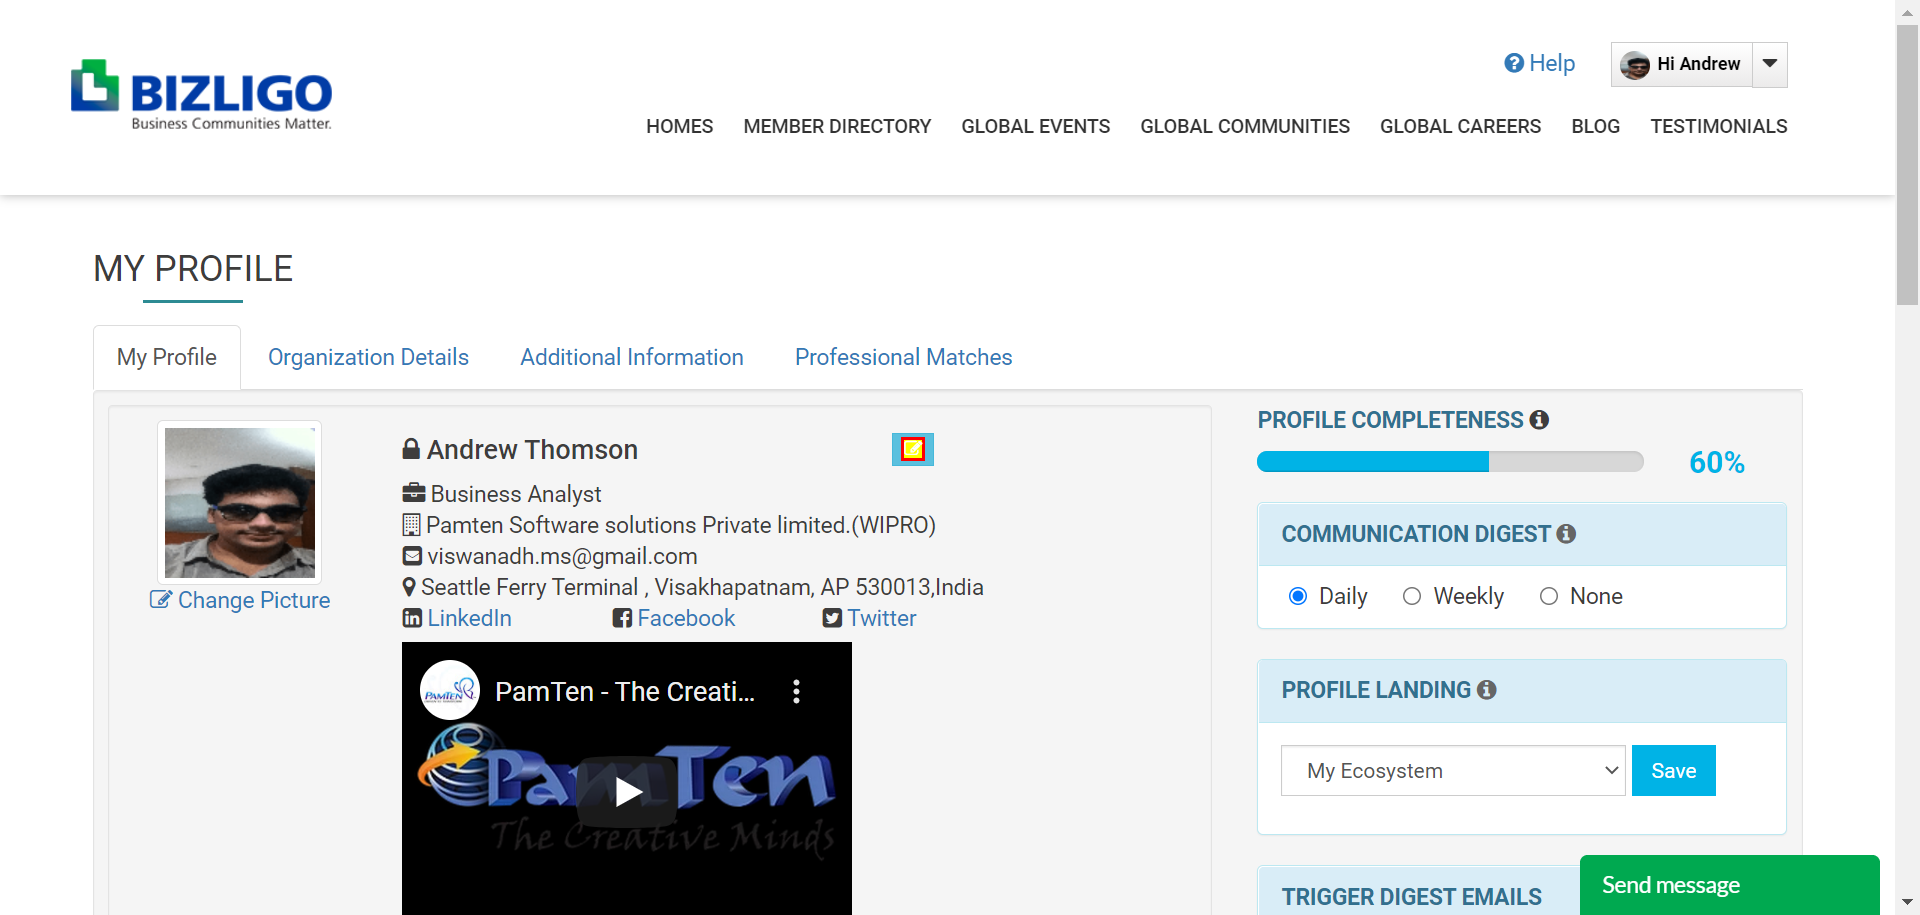 Help
Hi Andrew
BIZLIGO
Business Communities Matter.
HOMES MEMBER DIRECTORY GLOBAL EVENTS GLOBAL COMMUNITIES GLOBAL CAREERS BLOG TESTIMONIALS
MY PROFILE
My Profile Organization Details Additional Information Professional Matches
Andrew Thomson
Business Analyst
Pamten Software solutions Private limited.(WIPRO)
viswanadh.ms@gmail.com
Seattle Ferry Terminal , Visakhapatnam, AP 530013,India
LinkedIn Facebook Twitter
Change Picture
PAMTEN
PamTen - The Creati...
PamTen
The Creative Minds
PROFILE COMPLETENESS
60%
COMMUNICATION DIGEST
Daily Weekly None
PROFILE LANDING
My Ecosystem Save
TRIGGER DIGEST EMAILS
Send message